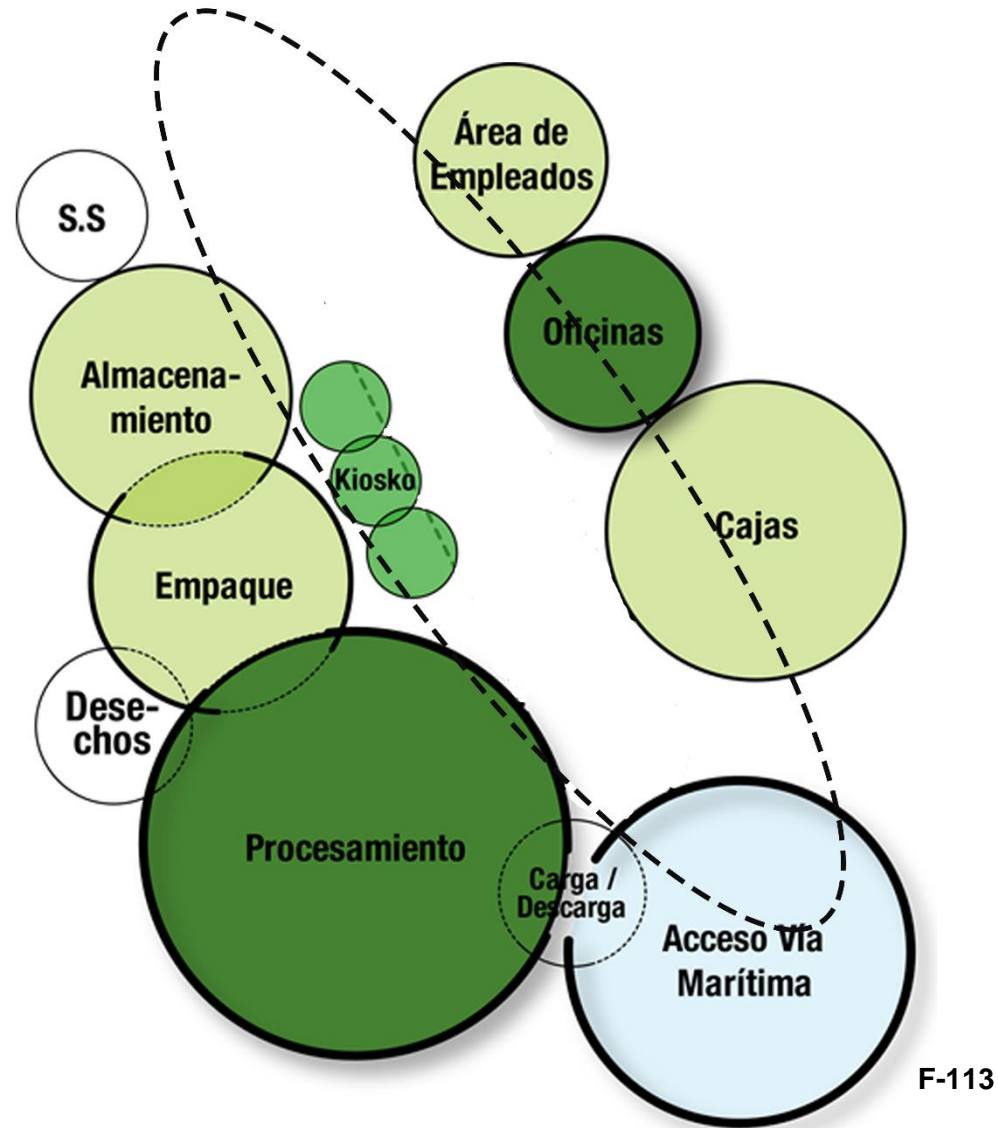 Área de
Empleados
S.S
Oficinas
Almacena-
miento
Kiosko
Cajas
Empaque
Dese-
chos
Procesamiento
Carga /
Descarga
Acceso Vía
Marítima
F-113